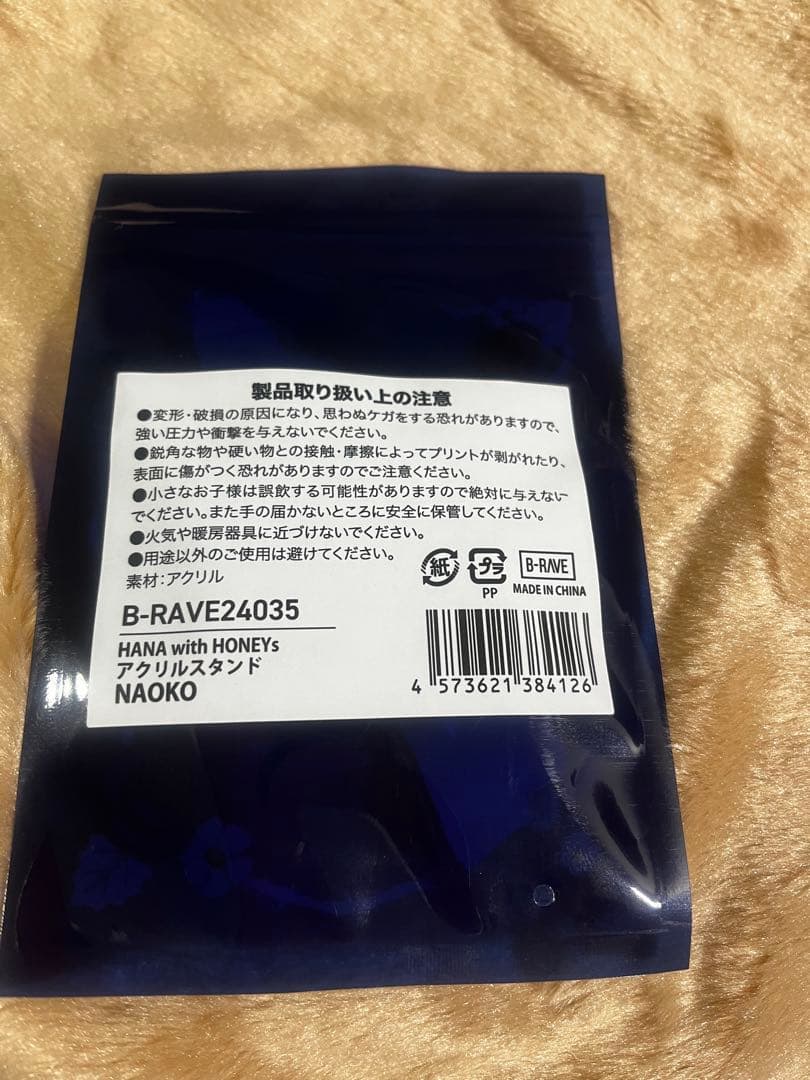 製品取り扱い上の注意
●変形・破損の原因になり、思わぬケガをする恐れがありますので、
強い圧力や衝撃を与えないでください。
●鋭角な物や硬い物との接触・摩擦によってプリントが剥がれたり、
表面に傷がつく恐れがありますのでご注意ください。
●小さなお子様は誤飲する可能性がありますので絶対に与えない
でください。また手の届かないところに安全に保管してください。
●火気や暖房器具に近づけないでください。
●用途以外のご使用は避けてください。
素材：アクリル
紙 プラ B-RAVE
PP MADE IN CHINA
B-RAVE24035
HANA with HONEYs
アクリルスタンド
NAOKO
4 573621 384126